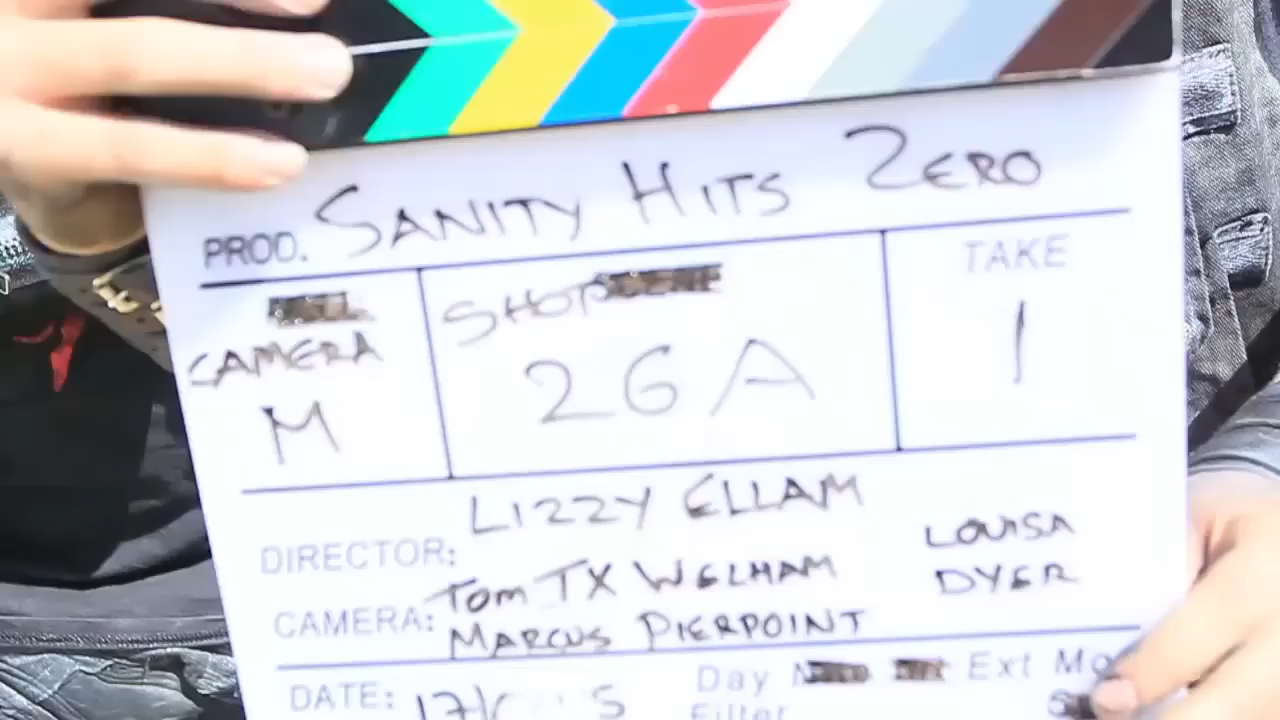 PROD. SANITY HITS ZERO
SHOT TAKE
CAMERA
M 26A 1
LIZZY ELLAM
DIRECTOR:
TOM TX WELHAM LOUISA
CAMERA: MARCUS PIERPOINT DYER
Day Ext
DATE:
Filter